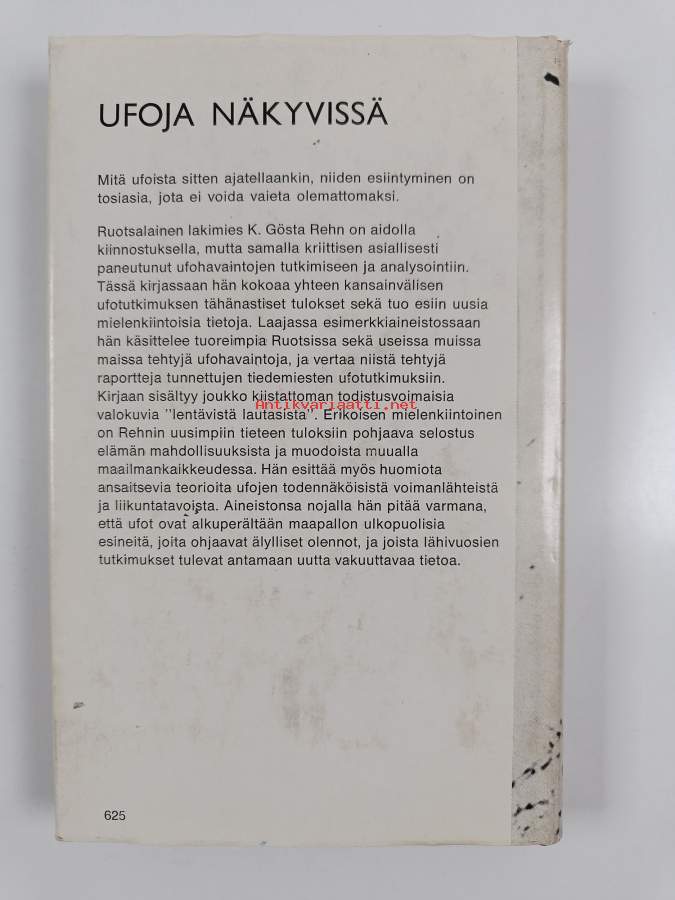 UFOJA NÄKYVISSÄ
Mitä ufoista sitten ajatellaankin, niiden esiintyminen on
tosiasia, jota ei voida vaieta olemattomaksi.
Ruotsalainen lakimies K. Gösta Rehn on aidolla
kiinnostuksella, mutta samalla kriittisen asiallisesti
paneutunut ufohavaintojen tutkimiseen ja analysointiin.
Tässä kirjassaan hän kokoaa yhteen kansainvälisen
ufotutkimuksen tähänastiset tulokset sekä tuo esiin uusia
mielenkiintoisia tietoja. Laajassa esimerkkiaineistossaan
hän käsittelee tuoreimpia Ruotsissa sekä useissa muissa
maissa tehtyjä ufohavaintoja, ja vertaa niistä tehtyjä
raportteja tunnettujen tiedemiesten ufotutkimuksiin.
Kirjaan sisältyy joukko kiistattoman todistusvoimaisia
Antikvariaatti.net
valokuvia "lentävistä lautasista". Erikoisen mielenkiintoinen
on Rehnin uusimpiin tieteen tuloksiin pohjaava selostus
elämän mahdollisuuksista ja muodoista muualla
maailmankaikkeudessa. Hän esittää myös huomiota
ansaitsevia teorioita ufojen todennäköisistä voimanlähteistä
ja liikuntatavoista. Aineistonsa nojalla hän pitää varmana,
että ufot ovat alkuperältään maapallon ulkopuolisia
esineitä, joita ohjaavat älylliset olennot, ja joista lähivuosien
tutkimukset tulevat antamaan uutta vakuuttavaa tietoa.
625